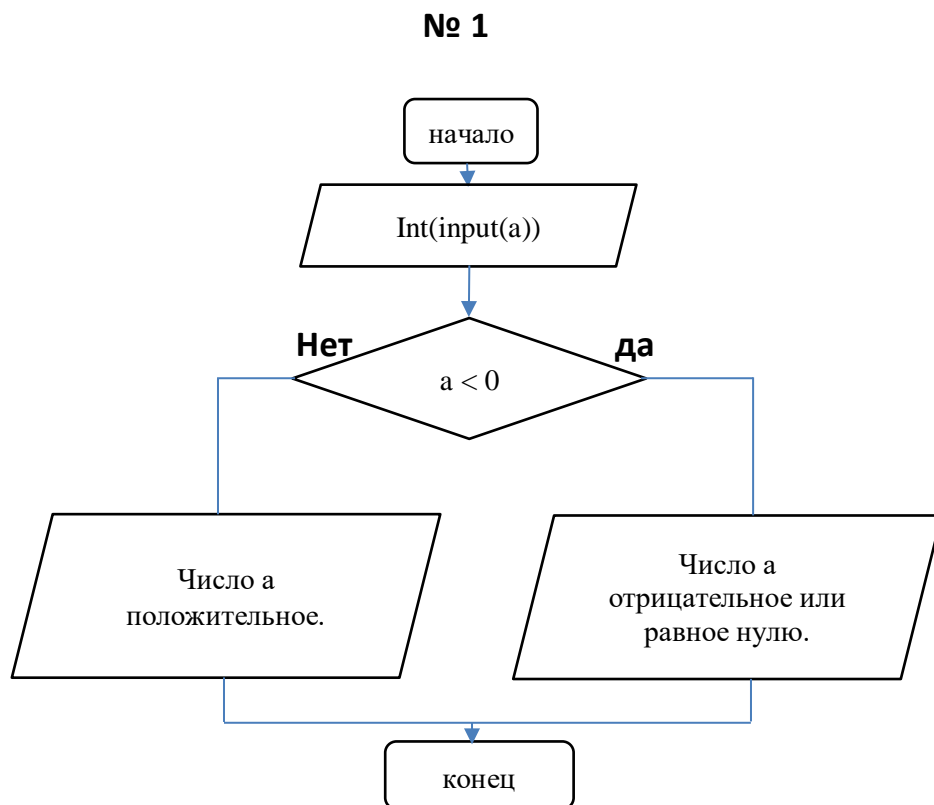 № 1
начало
Int(input(a))
Нет
да
a < 0
Число а
положительное.
Число а
отрицательное или
равное нулю.
конец